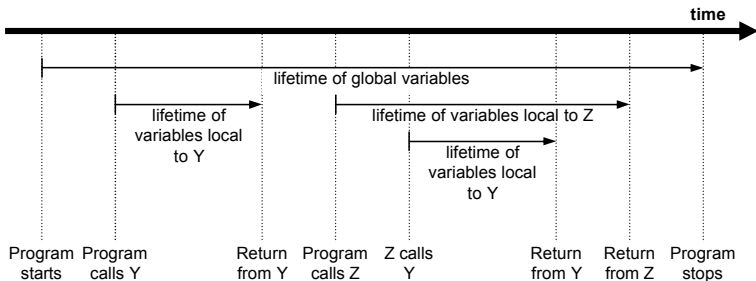 time
lifetime of global variables
lifetime of
variables local
to Y
lifetime of variables local to Z
lifetime of
variables local
to Y
Program
starts
Program
calls Y
Return
from Y
Program
calls Z
Z calls
Y
Return
from Y
Return
from Z
Program
stops